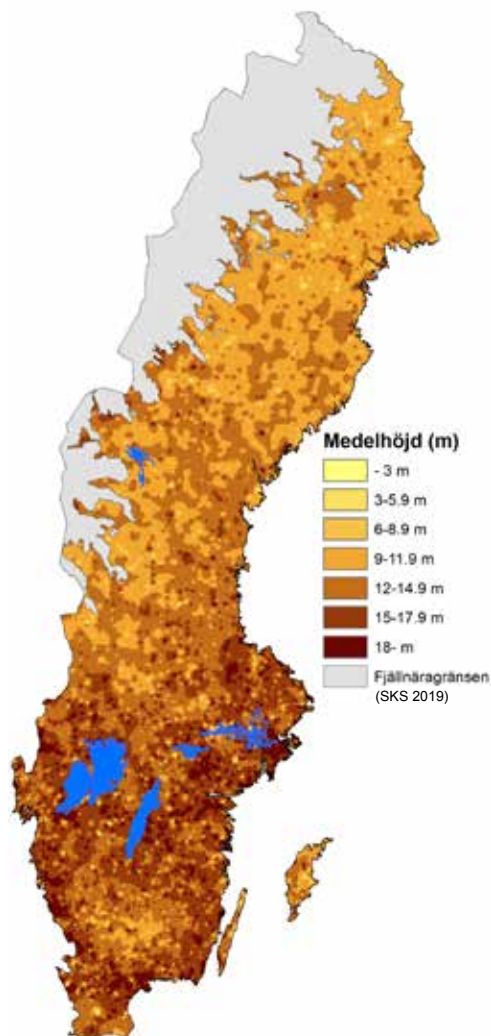 Medelhöjd (m)
- 3 m
3-5.9 m
6-8.9 m
9-11.9 m
12-14.9 m
15-17.9 m
18- m
Fjällnäragränsen
(SKS 2019)